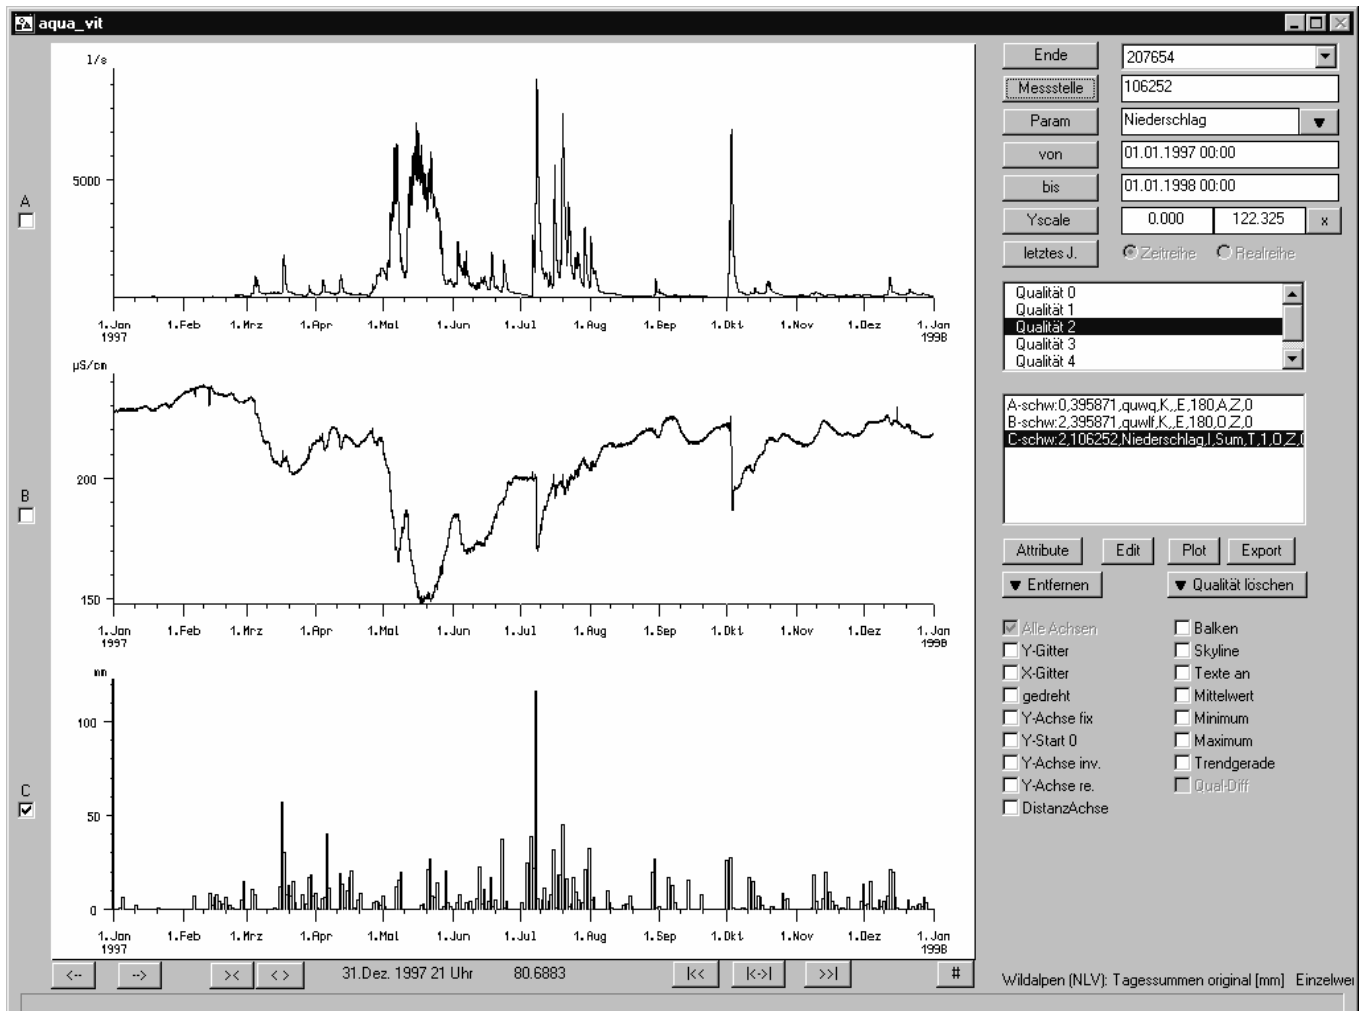 aqua_vit
l/s
5000
1.Jan 1.Feb 1.Mrz 1.Apr 1.Mai 1.Jun 1.Jul 1.Aug 1.Sep 1.Okt 1.Nov 1.Dez 1.Jan
1997 1998
µS/cm
200
150
1.Jan 1.Feb 1.Mrz 1.Apr 1.Mai 1.Jun 1.Jul 1.Aug 1.Sep 1.Okt 1.Nov 1.Dez 1.Jan
1997 1998
mm
100
50
0
1.Jan 1.Feb 1.Mrz 1.Apr 1.Mai 1.Jun 1.Jul 1.Aug 1.Sep 1.Okt 1.Nov 1.Dez 1.Jan
1997 1998
A
B
C
<-- --> >< < > 31.Dez. 1997 21 Uhr 80.6883 |<< |<->| >>| #
Ende 207654
Messstelle 106252
Param Niederschlag
von 01.01.1997 00:00
bis 01.01.1998 00:00
Yscale 0.000 122.325 x
letztes J. Zeitreihe Realreihe
Qualität 0
Qualität 1
Qualität 2
Qualität 3
Qualität 4
A-schw:0,395871,quwq,K,,E,180,A,Z,0
B-schw:2,395871,quwlf,K,,E,180,O,Z,0
C-schw:2,106252,Niederschlag,I,Sum,T,1,O,Z,0
Attribute Edit Plot Export
Entfernen Qualität löschen
Alle Achsen Balken
Y-Gitter Skyline
X-Gitter Texte an
gedreht Mittelwert
Y-Achse fix Minimum
Y-Start 0 Maximum
Y-Achse inv. Trendgerade
Y-Achse re. Qual-Diff
DistanzAchse
Wildalpen (NLV): Tagessummen original [mm] Einzelwer